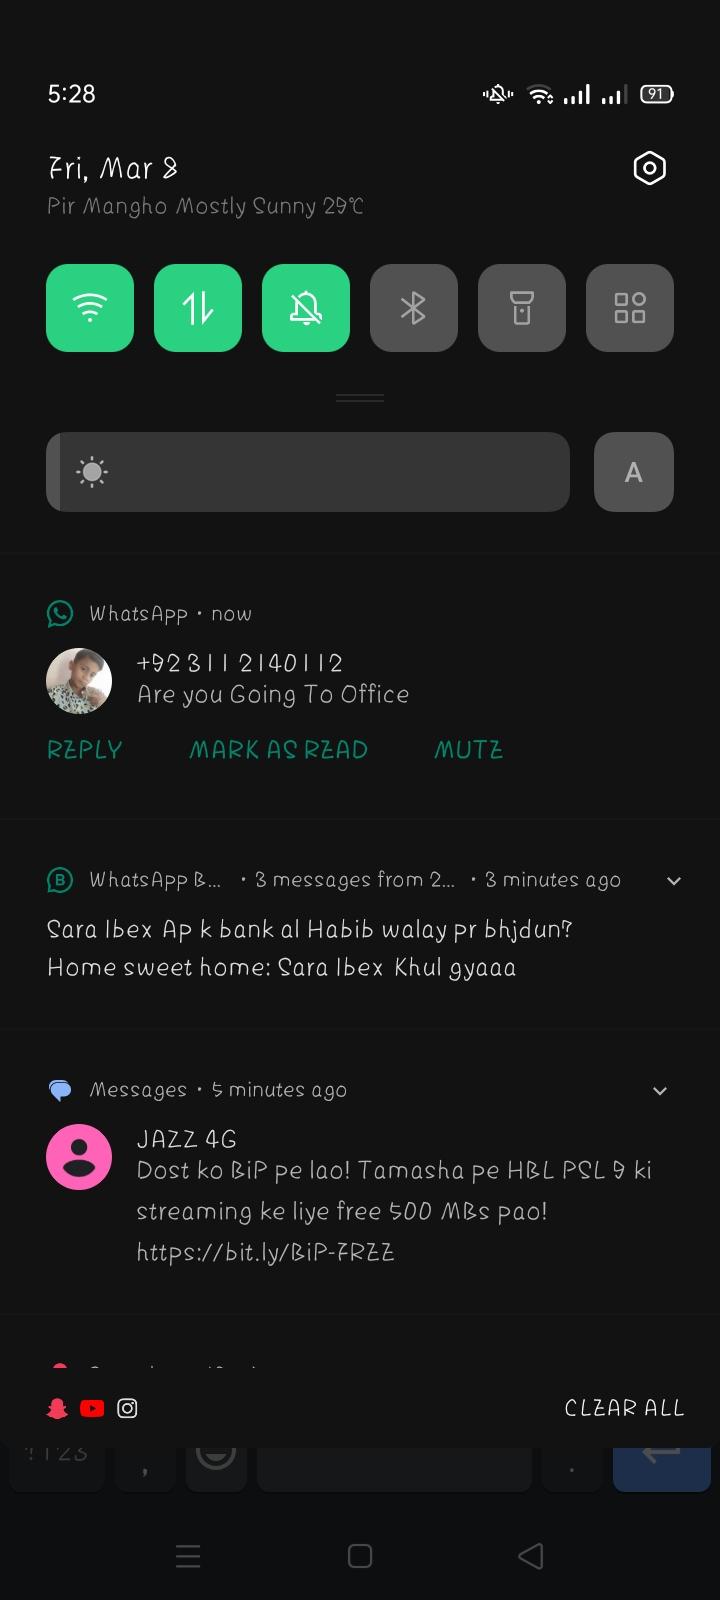 5:28
91
Fri, Mar 8
Pir Mangho Mostly Sunny 29°C
A
WhatsApp • now
+92 311 2140112
Are you Going To Office
REPLY MARK AS READ MUTE
B WhatsApp B... • 3 messages from 2... • 3 minutes ago
Sara Ibex Ap k bank al Habib walay pr bhjdun?
Home sweet home: Sara Ibex Khul gyaaa
Messages • 5 minutes ago
JAZZ 4G
Dost ko BiP pe lao! Tamasha pe HBL PSL 9 ki
streaming ke liye free 500 MBs pao!
https://bit.ly/BiP-FREE
CLEAR ALL
?123 , .